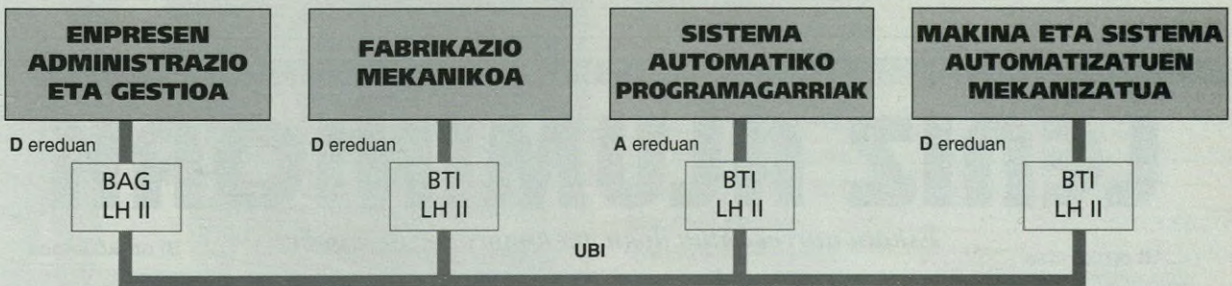 ENPRESEN
ADMINISTRAZIO
ETA GESTIOA
FABRIKAZIO
MEKANIKOA
SISTEMA
AUTOMATIKO
PROGRAMAGARRIAK
MAKINA ETA SISTEMA
AUTOMATIZATUEN
MEKANIZATUA
D ereduan
D ereduan
A ereduan
D ereduan
BAG
LH II
BTI
LH II
BTI
LH II
BTI
LH II
UBI